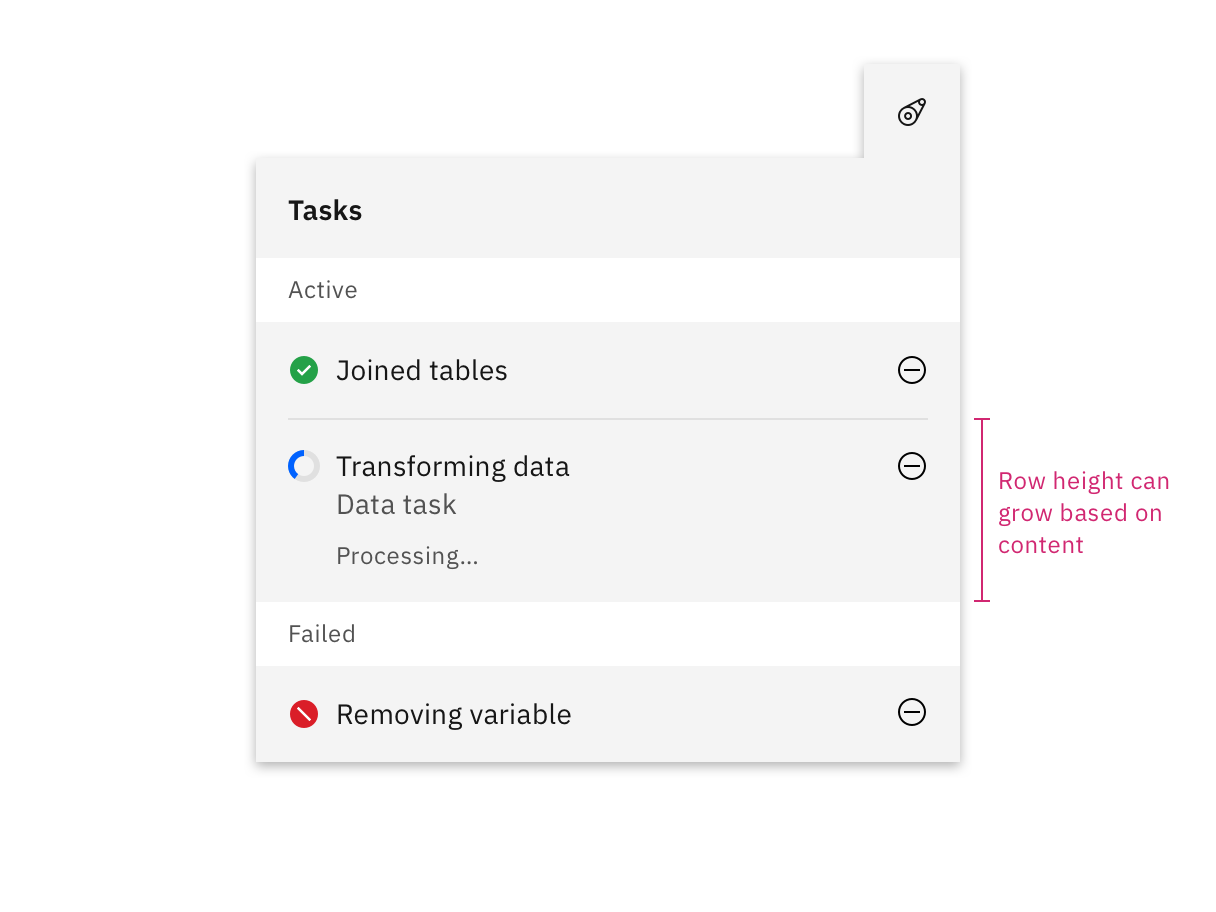 Tasks
Active
Joined tables
Transforming data
Data task
Processing...
Row height can
grow based on
content
Failed
Removing variable